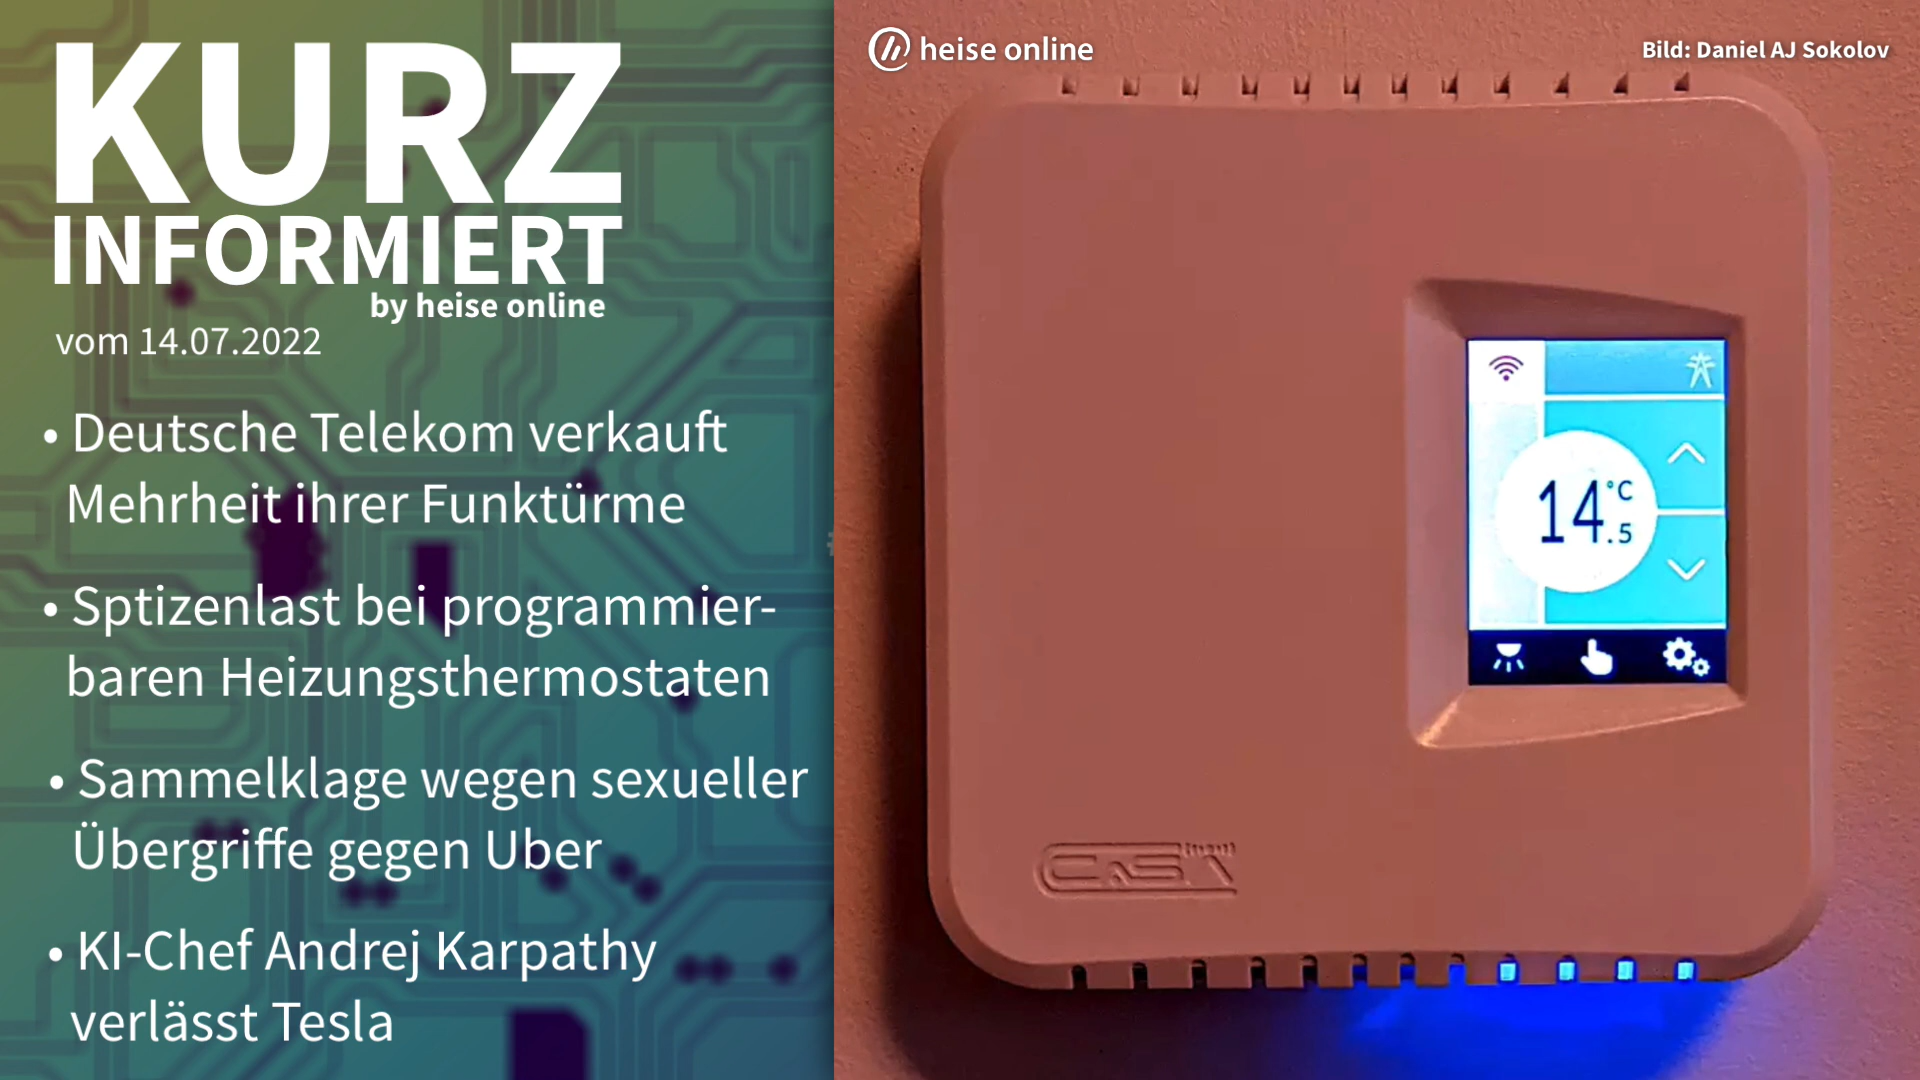 KURZ
INFORMIERT
by heise online
vom 14.07.2022
• Deutsche Telekom verkauft
Mehrheit ihrer Funktürme
• Sptizenlast bei programmier-
baren Heizungsthermostaten
• Sammelklage wegen sexueller
Übergriffe gegen Uber
• KI-Chef Andrej Karpathy
verlässt Tesla
heise online
Bild: Daniel AJ Sokolov
14.5 °C
CASA